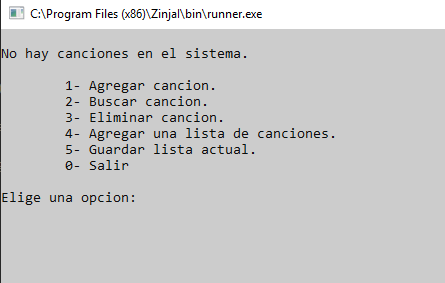 C:\Program Files (x86)\Zinjal\bin\runner.exe
No hay canciones en el sistema.
1- Agregar cancion.
2- Buscar cancion.
3- Eliminar cancion.
4- Agregar una lista de canciones.
5- Guardar lista actual.
0- Salir
Elige una opcion: